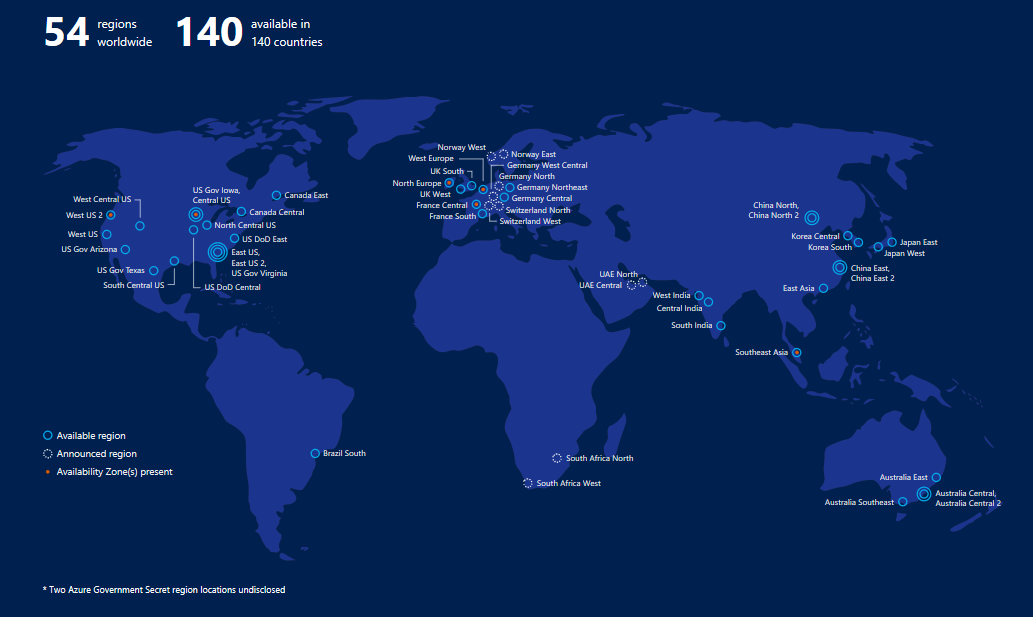 54 regions worldwide
140 available in 140 countries
Norway West
Norway East
West Europe
Germany West Central
UK South
Germany North
North Europe
Germany Northeast
UK West
Germany Central
France Central
Switzerland North
France South
Switzerland West
US Gov Iowa,
Central US
Canada East
West Central US
Canada Central
West US 2
North Central US
West US
US DoD East
US Gov Arizona
East US,
East US 2,
US Gov Virginia
US Gov Texas
South Central US
US DoD Central
China North,
China North 2
Korea Central
Korea South
Japan East
Japan West
China East,
China East 2
East Asia
UAE North
UAE Central
West India
Central India
South India
Southeast Asia
Available region
Announced region
Availability Zone(s) present
Brazil South
South Africa North
South Africa West
Australia East
Australia Central,
Australia Central 2
Australia Southeast
* Two Azure Government Secret region locations undisclosed